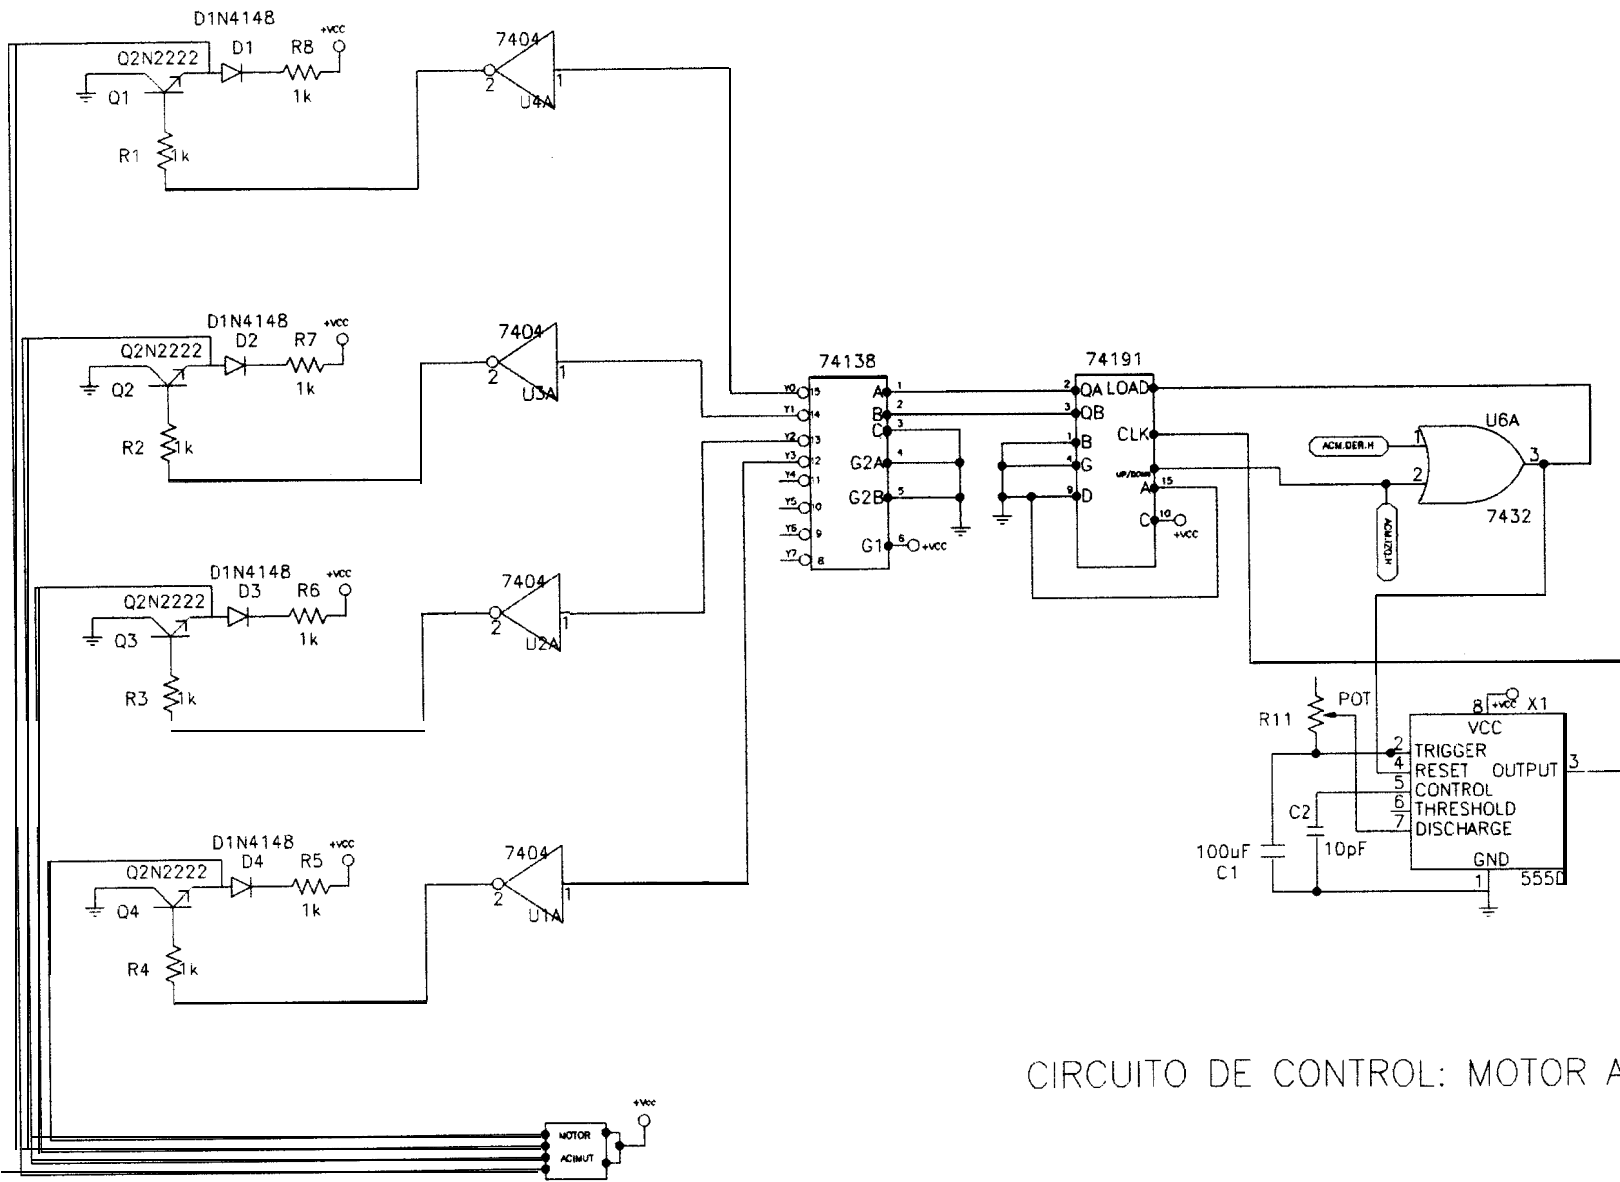 D1N4148
D1
R8
+VCC
Q2N2222
Q1
1k
R1
1k
7404
2
1
U4A
D1N4148
D2
R7
+VCC
Q2N2222
Q2
1k
R2
1k
7404
2
1
U3A
D1N4148
D3
R6
+VCC
Q2N2222
Q3
1k
R3
1k
7404
2
1
U2A
D1N4148
D4
R5
+VCC
Q2N2222
Q4
1k
R4
1k
7404
2
1
U1A
74138
Y0 15 A 1
Y1 14 B 2
Y2 13 C 3
Y3 12 G2A 4
Y4 11
Y5 10 G2B 5
Y6 9
Y7 8 G1 6 +VCC
74191
2 QA LOAD
3 QB
1 B CLK
4 G UP/DOWN
9 D A 15
C 10
+VCC
ACM.DER.H
ACM.IZQ.H
1
2
3
U6A
7432
R11
POT
8 +VCC X1
VCC
2 TRIGGER
4 RESET OUTPUT 3
5 CONTROL
6 THRESHOLD
7 DISCHARGE
GND
1
555D
C2
10pF
100uF
C1
CIRCUITO DE CONTROL: MOTOR A
+Vcc
MOTOR
ACIMUT